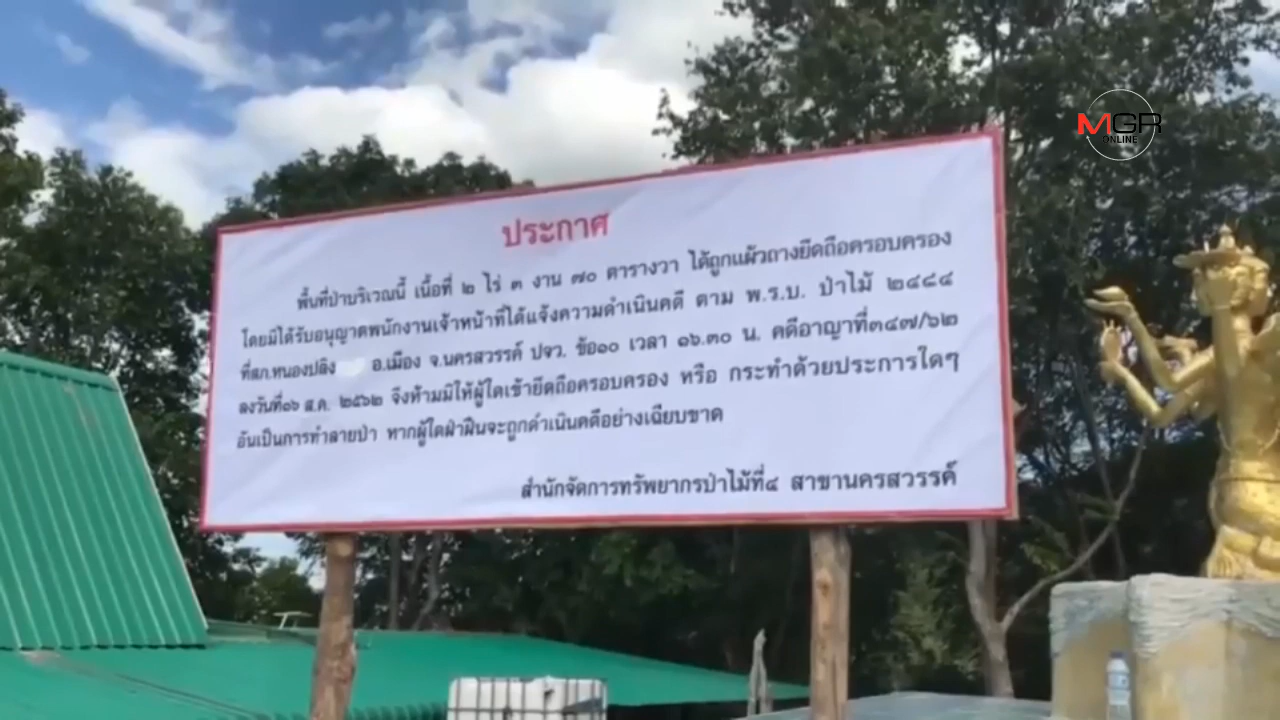 MGR
ONLINE
ประกาศ
พื้นที่ป่าบริเวณนี้ เนื้อที่ ๒ ไร่ ๓ งาน ๗๐ ตารางวา ได้ถูกแผ้วถางยึดถือครอบครอง
โดยมิได้รับอนุญาตพนักงานเจ้าหน้าที่ได้แจ้งความดำเนินคดี ตาม พ.ร.บ. ป่าไม้ ๒๔๘๔
ที่สภ.หนองปลิง อ.เมือง จ.นครสวรรค์ ปจว. ข้อ๑๐ เวลา ๑๖.๓๐ น. คดีอาญาที่๓๔๗/๖๒
ลงวันที่๑๖ ส.ค. ๒๕๖๒ จึงห้ามมิให้ผู้ใดเข้ายึดถือครอบครอง หรือ กระทำด้วยประการใดๆ
อันเป็นการทำลายป่า หากผู้ใดฝ่าฝืนจะถูกดำเนินคดีอย่างเฉียบขาด
สำนักจัดการทรัพยากรป่าไม้ที่๔ สาขานครสวรรค์